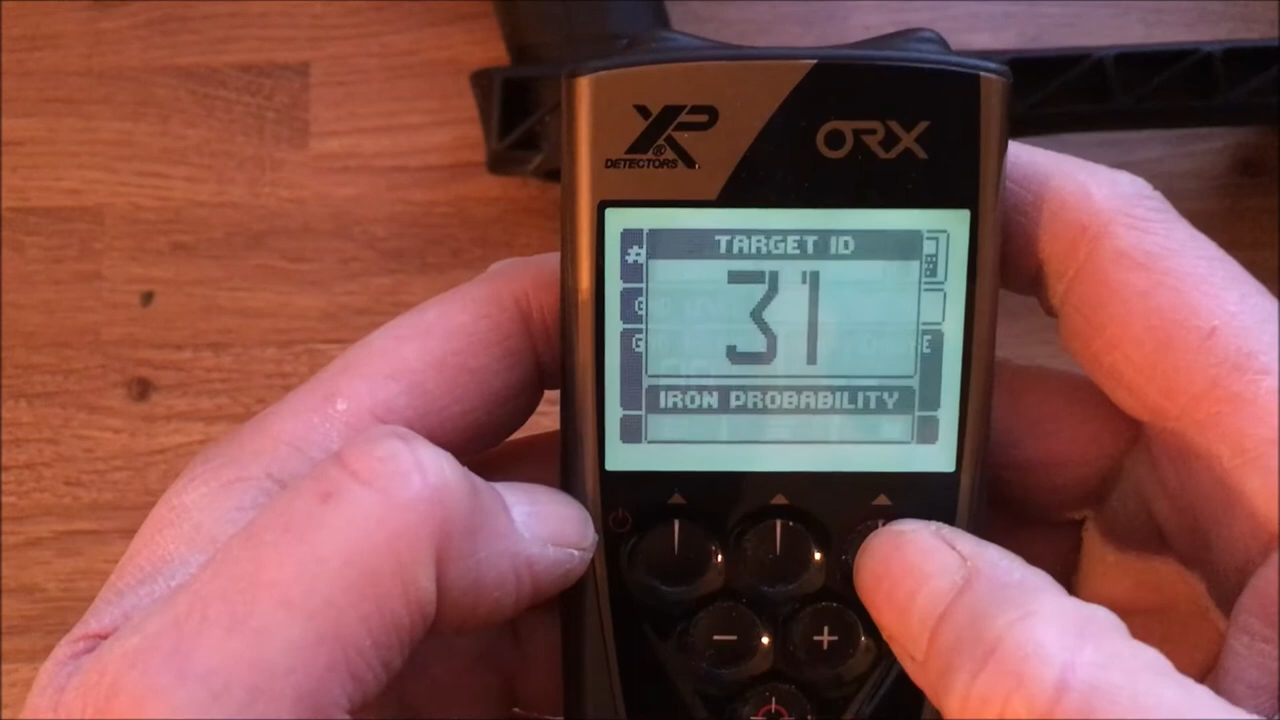 XP
®
DETECTORS
ORX
TARGET ID
31
IRON PROBABILITY
− +